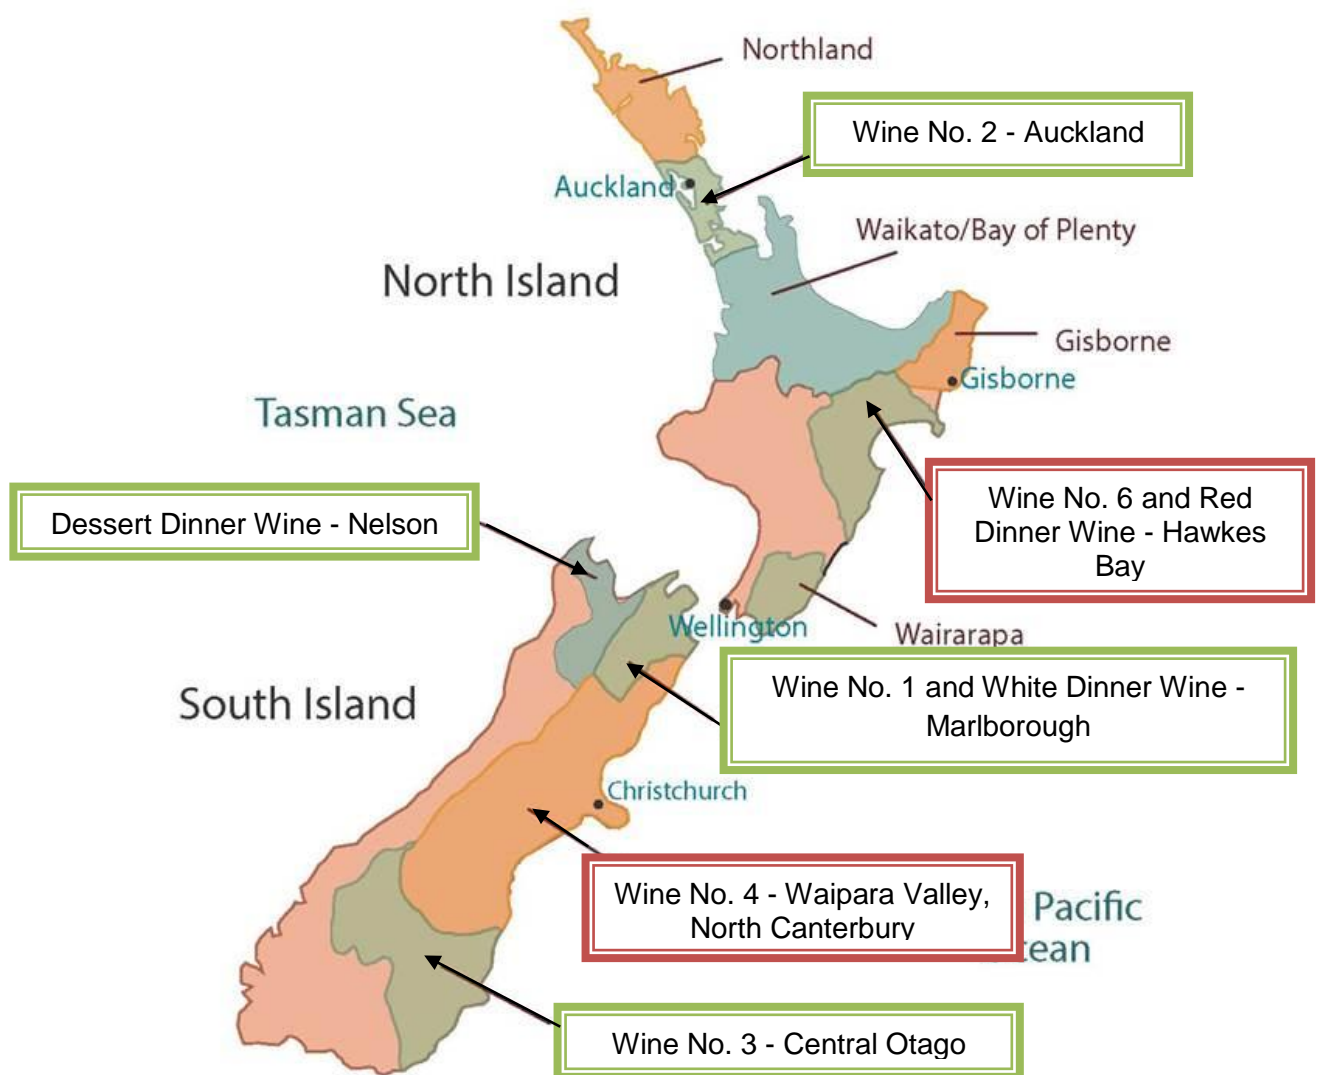 Northland
Wine No. 2 - Auckland
Auckland
Waikato/Bay of Plenty
North Island
Gisborne
Gisborne
Tasman Sea
Wine No. 6 and Red
Dinner Wine - Hawkes
Bay
Dessert Dinner Wine - Nelson
Wellington
Wairarapa
Wine No. 1 and White Dinner Wine -
Marlborough
South Island
Christchurch
Wine No. 4 - Waipara Valley,
North Canterbury
Pacific
cean
Wine No. 3 - Central Otago